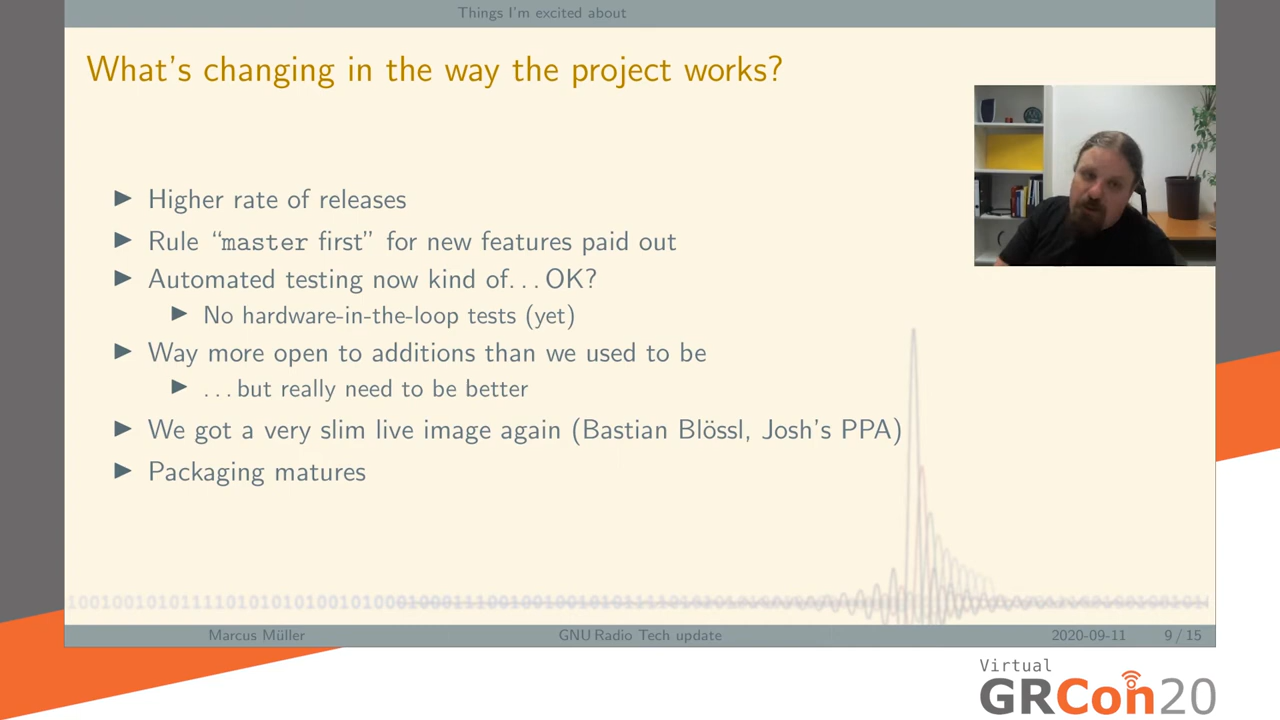 Things I'm excited about
What's changing in the way the project works?
▶ Higher rate of releases
▶ Rule “master first” for new features paid out
▶ Automated testing now kind of. . . OK?
▶ No hardware-in-the-loop tests (yet)
▶ Way more open to additions than we used to be
▶ . . . but really need to be better
▶ We got a very slim live image again (Bastian Blössl, Josh's PPA)
▶ Packaging matures
Marcus Müller GNU Radio Tech update 2020-09-11 9 / 15
Virtual
GRCon20